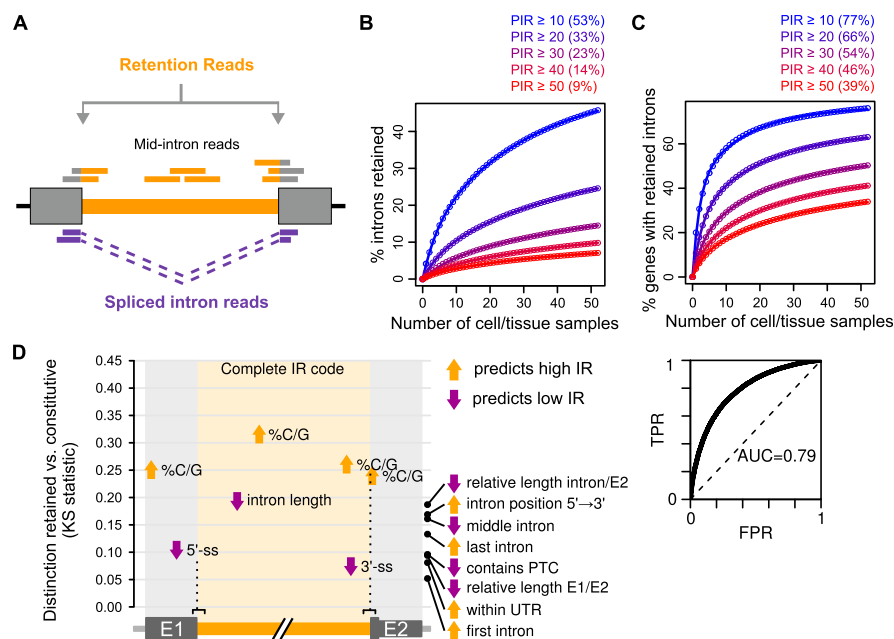 A
Retention Reads
Mid-intron reads
Spliced intron reads
B
PIR ≥ 10 (53%)
PIR ≥ 20 (33%)
PIR ≥ 30 (23%)
PIR ≥ 40 (14%)
PIR ≥ 50 (9%)
% introns retained
40
30
20
10
0
0 10 20 30 40 50
Number of cell/tissue samples
C
PIR ≥ 10 (77%)
PIR ≥ 20 (66%)
PIR ≥ 30 (54%)
PIR ≥ 40 (46%)
PIR ≥ 50 (39%)
% genes with retained introns
60
40
20
0
0 10 20 30 40 50
Number of cell/tissue samples
D
Distinction retained vs. constitutive
(KS statistic)
0.45
0.40
0.35
0.30
0.25
0.20
0.15
0.10
0.05
0.00
Complete IR code
%C/G
%C/G
%C/G
%C/G
intron length
5'-ss
3'-ss
E1
E2
predicts high IR
predicts low IR
relative length intron/E2
intron position 5'→3'
middle intron
last intron
contains PTC
relative length E1/E2
within UTR
first intron
TPR
1
0
AUC=0.79
0 1
FPR